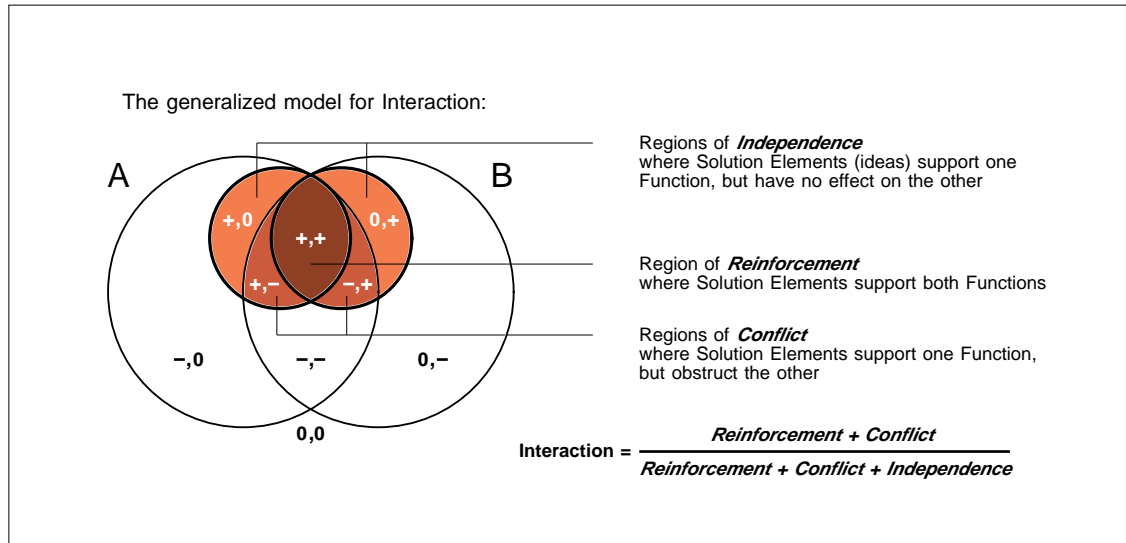 The generalized model for Interaction:
A
B
+,0
0,+
+,+
+,−
−,+
−,0
−,−
0,−
0,0
Regions of Independence
where Solution Elements (ideas) support one
Function, but have no effect on the other
Region of Reinforcement
where Solution Elements support both Functions
Regions of Conflict
where Solution Elements support one Function,
but obstruct the other
Interaction =
Reinforcement + Conflict
Reinforcement + Conflict + Independence